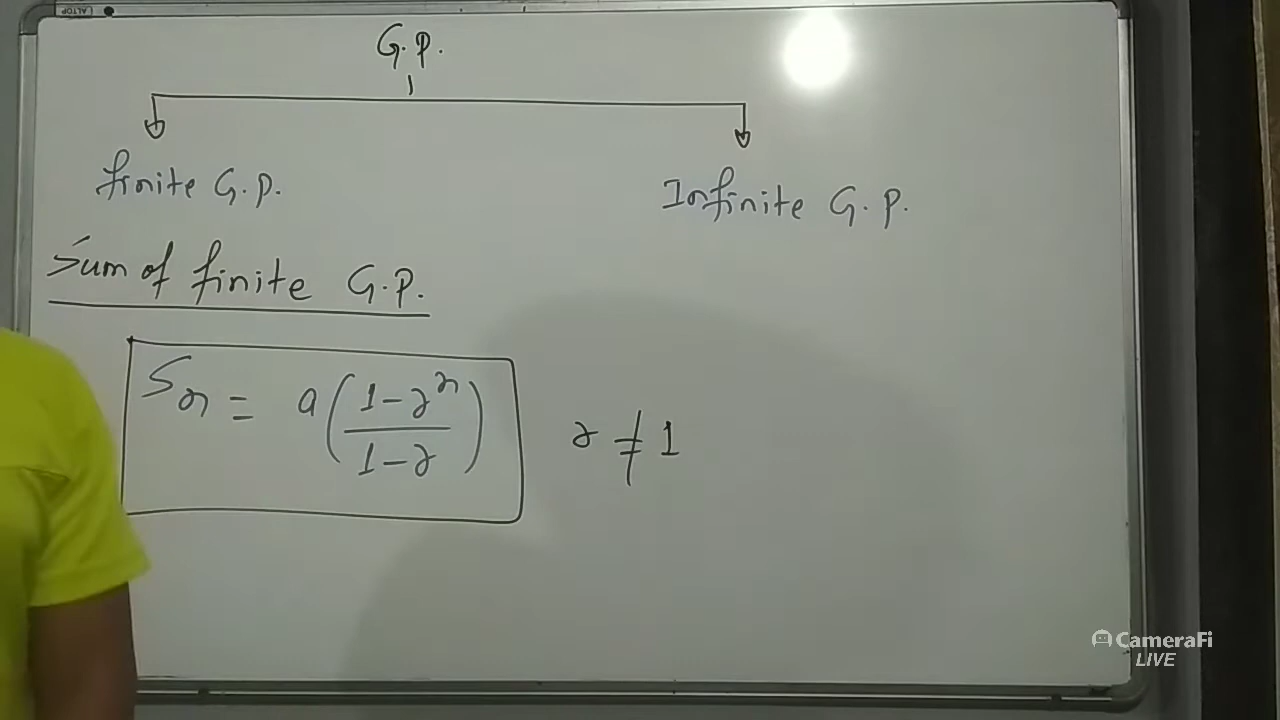 G.P.
finite G.P.
Infinite G.P.
Sum of finite G.P.
Sn = a(1-r^n / 1-r) r ≠ 1
CameraFi
LIVE